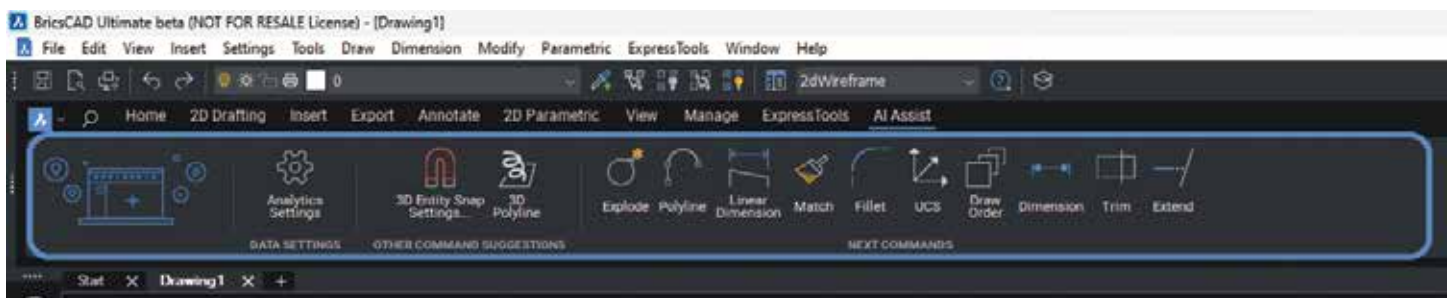 BricsCAD Ultimate beta (NOT FOR RESALE License) - [Drawing1]
File Edit View Insert Settings Tools Draw Dimension Modify Parametric ExpressTools Window Help
0 2dWireframe
Home 2D Drafting Insert Export Annotate 2D Parametric View Manage ExpressTools AI Assist
Analytics Settings 3D Entity Snap Settings... 3D Polyline Explode Polyline Linear Dimension Match Fillet UCS Draw Order Dimension Trim Extend
DATA SETTINGS OTHER COMMAND SUGGESTIONS NEXT COMMANDS
Start Drawing1